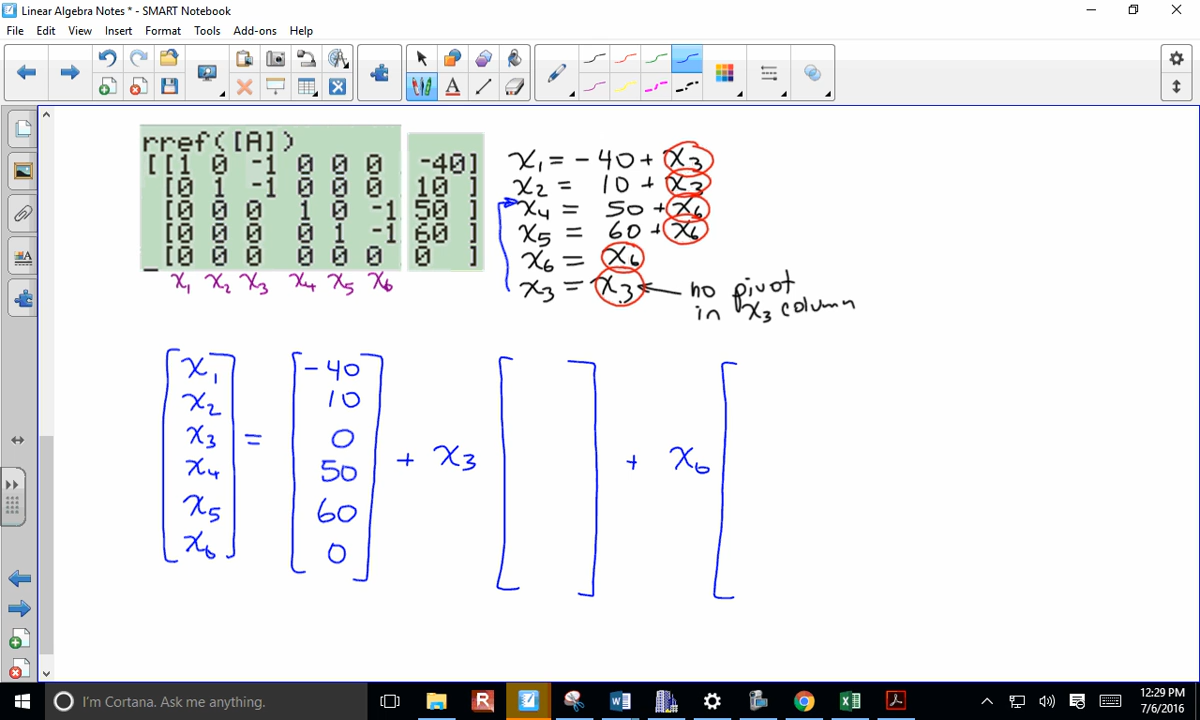 Linear Algebra Notes * - SMART Notebook
File Edit View Insert Format Tools Add-ons Help
rref([A])
[[1 0 -1 0 0 0 -40]
[0 1 -1 0 0 0 10 ]
[0 0 0 1 0 -1 50 ]
[0 0 0 0 1 -1 60 ]
[0 0 0 0 0 0 0 ]
x₁ x₂ x₃ x₄ x₅ x₆
x₁ = -40 + x₃
x₂ = 10 + x₃
x₄ = 50 + x₆
x₅ = 60 + x₆
x₆ = x₆
x₃ = x₃ ← no pivot
in x₃ column
[x₁ x₂ x₃ x₄ x₅ x₆] = [-40 10 0 50 60 0] + x₃ [ ] + x₆ [
I'm Cortana. Ask me anything.
12:29 PM
7/6/2016